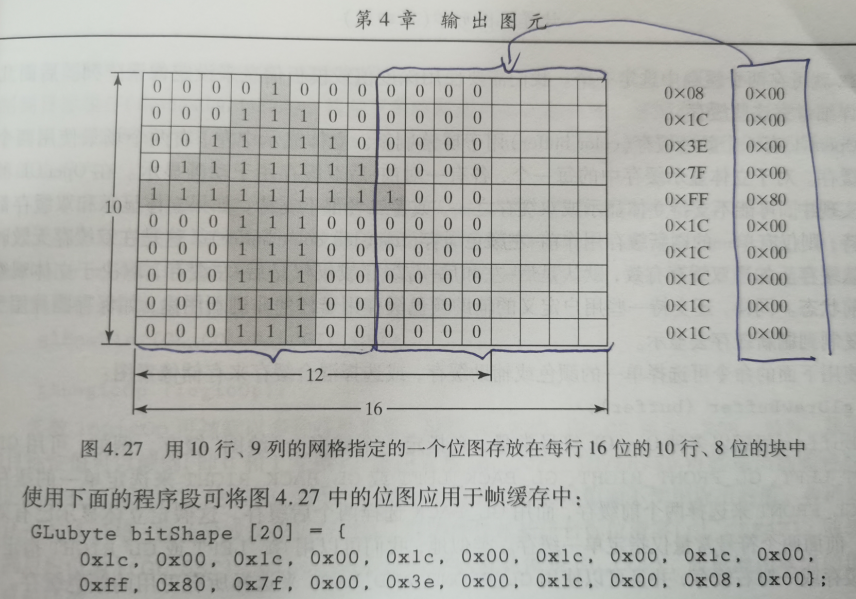 第 4 章 输 出 图 元
0 0 0 0 1 0 0 0 0 0 0 0 0×08 0×00
0 0 0 1 1 1 0 0 0 0 0 0 0×1C 0×00
0 0 1 1 1 1 1 0 0 0 0 0 0×3E 0×00
0 1 1 1 1 1 1 1 0 0 0 0 0×7F 0×00
1 1 1 1 1 1 1 1 1 0 0 0 0×FF 0×80
10
0 0 0 1 1 1 0 0 0 0 0 0 0×1C 0×00
0 0 0 1 1 1 0 0 0 0 0 0 0×1C 0×00
0 0 0 1 1 1 0 0 0 0 0 0 0×1C 0×00
0 0 0 1 1 1 0 0 0 0 0 0 0×1C 0×00
0 0 0 1 1 1 0 0 0 0 0 0 0×1C 0×00
12
16
图 4.27 用 10 行、9 列的网格指定的一个位图存放在每行 16 位的 10 行、8 位的块中
使用下面的程序段可将图 4.27 中的位图应用于帧缓存中：
GLubyte bitShape [20] = {
0x1c, 0x00, 0x1c, 0x00, 0x1c, 0x00, 0x1c, 0x00, 0x1c, 0x00,
0xff, 0x80, 0x7f, 0x00, 0x3e, 0x00, 0x1c, 0x00, 0x08, 0x00};